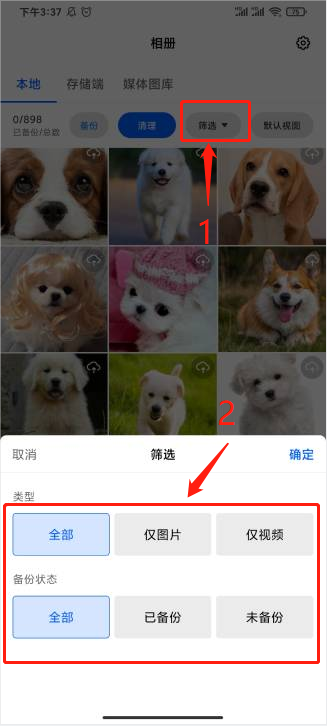 下午3:37
75
相册
本地 存储端 媒体图库
0/898
已备份/总数
备份 清理 筛选 默认视图
1
2
取消 筛选 确定
类型
全部 仅图片 仅视频
备份状态
全部 已备份 未备份